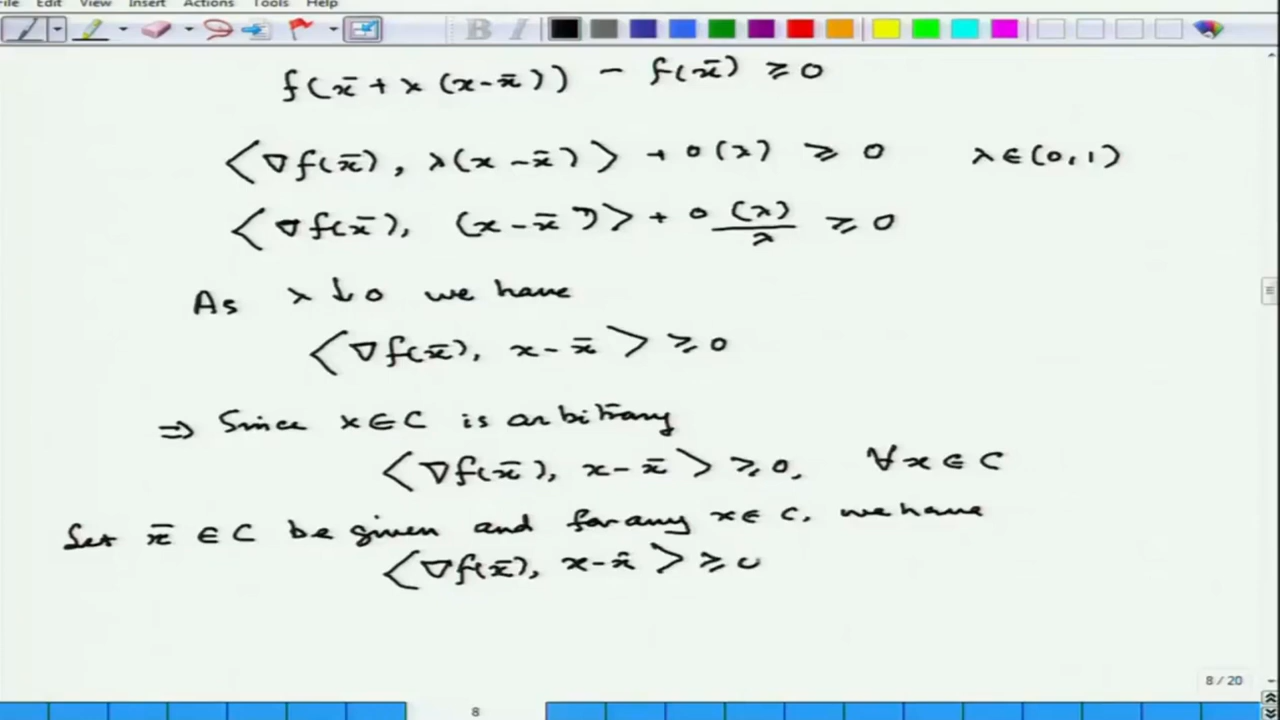 File Edit View Insert Actions Tools Help
B I
f(x̄ + λ (x-x̄)) - f(x̄) ≥ 0
⟨∇f(x̄), λ(x-x̄)⟩ + o(λ) ≥ 0 λ∈(0,1)
⟨∇f(x̄), (x-x̄)⟩ + o(λ)/λ ≥ 0
As λ↓0 we have
⟨∇f(x̄), x-x̄⟩ ≥ 0
⇒ Since x∈C is arbitrary
⟨∇f(x̄), x-x̄⟩ ≥ 0, ∀x∈C
Let x̄ ∈ C be given and for any x∈C, we have
⟨∇f(x̄), x-x̄⟩ ≥ 0
8 / 20
8